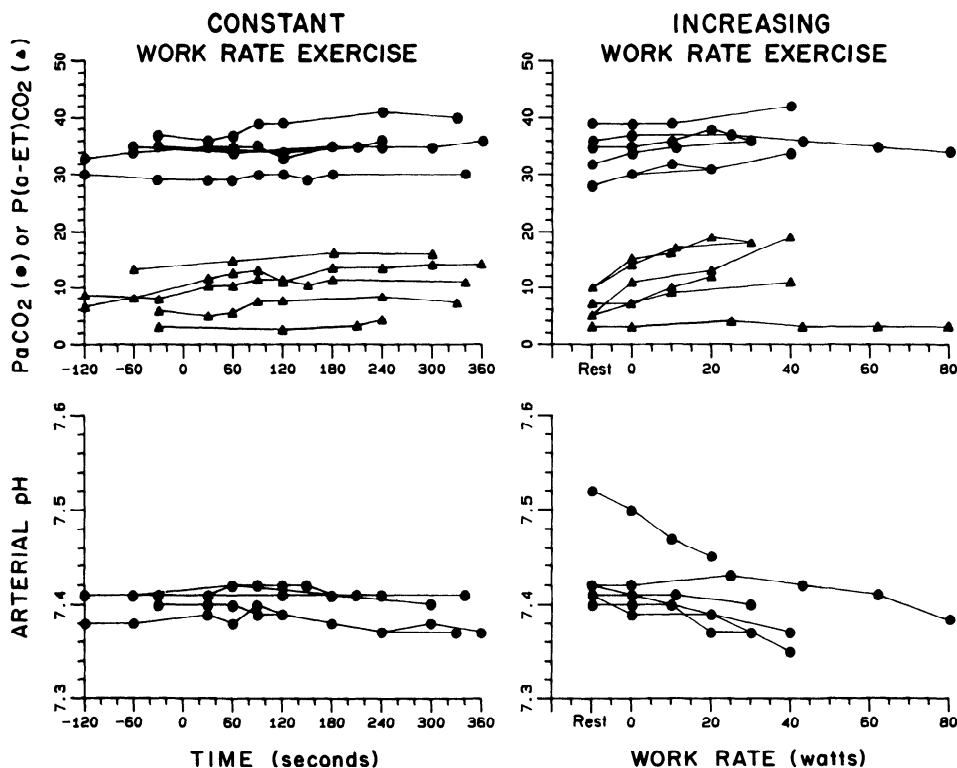 CONSTANT
WORK RATE EXERCISE
INCREASING
WORK RATE EXERCISE
PaCO2 (●) or P(a-ET)CO2 (▲)
50
40
30
20
10
0
-120 -60 0 60 120 180 240 300 360
50
40
30
20
10
0
Rest 0 20 40 60 80
ARTERIAL pH
7.6
7.5
7.4
7.3
-120 -60 0 60 120 180 240 300 360
TIME (seconds)
7.6
7.5
7.4
7.3
Rest 0 20 40 60 80
WORK RATE (watts)